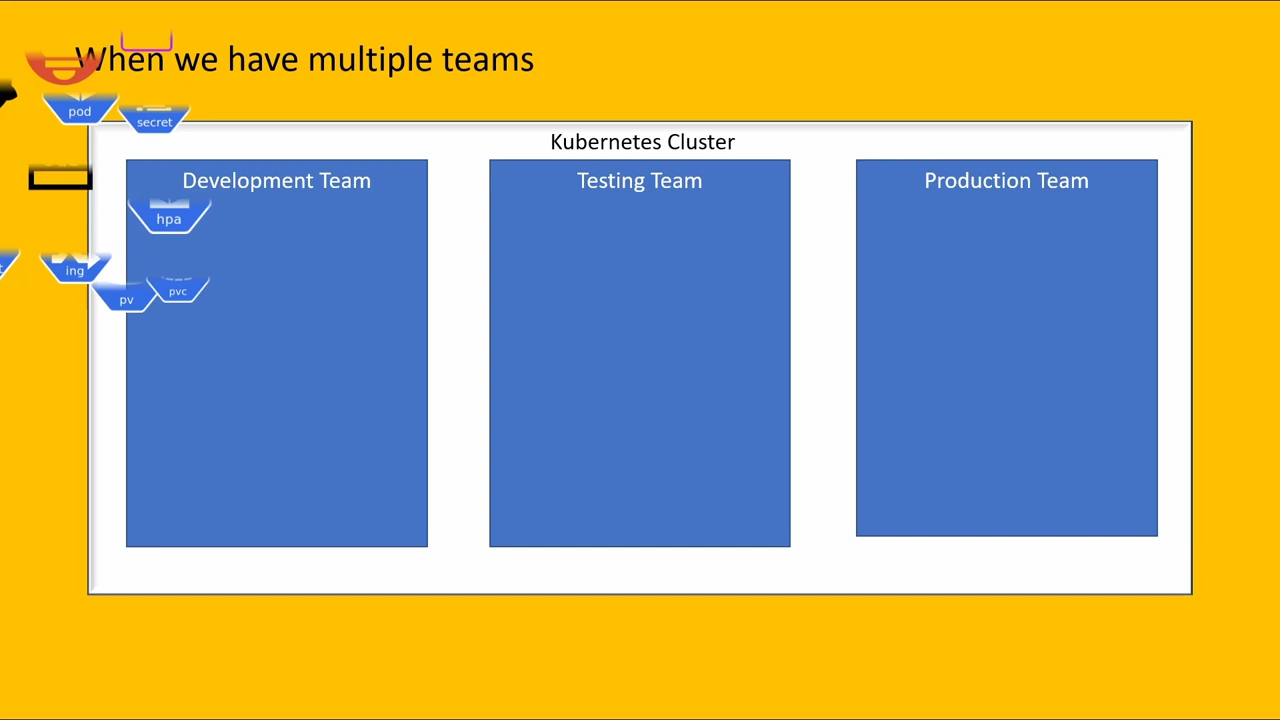 When we have multiple teams
pod
secret
Kubernetes Cluster
Development Team
Testing Team
Production Team
hpa
ing
pv
pvc